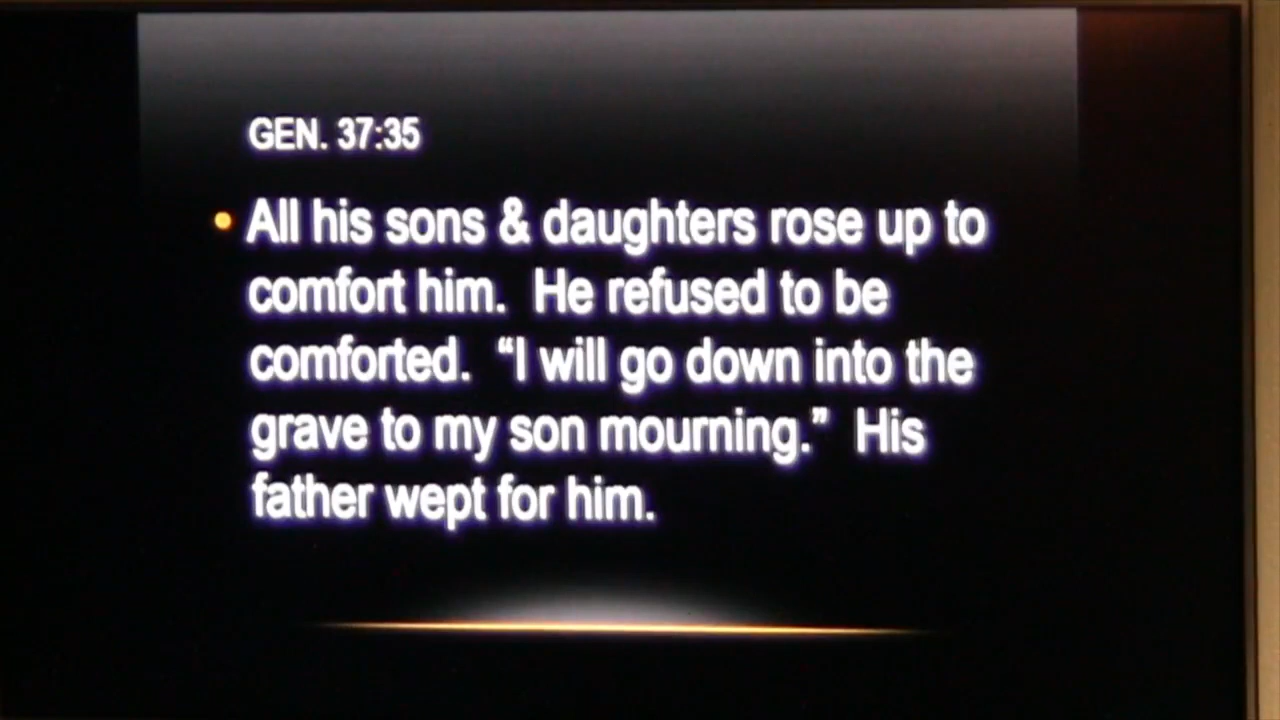 GEN. 37:35
• All his sons & daughters rose up to
comfort him.  He refused to be
comforted.  “I will go down into the
grave to my son mourning.”  His
father wept for him.